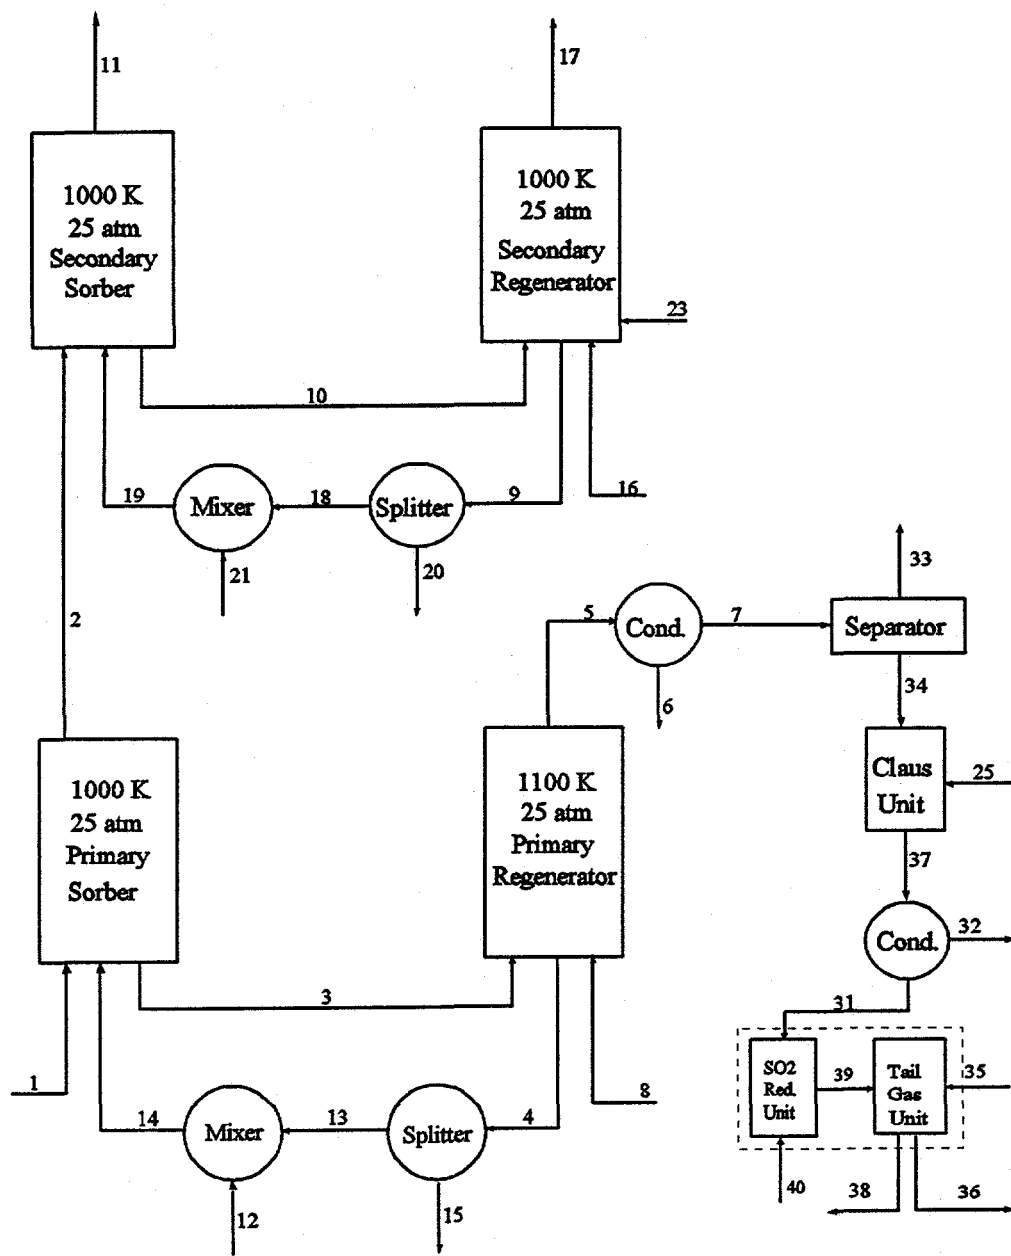 11
17
1000 K
25 atm
Secondary
Sorber
1000 K
25 atm
Secondary
Regenerator
23
10
19
Mixer
18
Splitter
9
16
21
20
33
2
5
Cond.
7
Separator
6
34
1000 K
25 atm
Primary
Sorber
1100 K
25 atm
Primary
Regenerator
Claus
Unit
25
37
Cond.
32
3
31
1
14
Mixer
13
Splitter
4
8
SO2
Red.
Unit
39
Tail
Gas
Unit
35
12
15
40
38
36